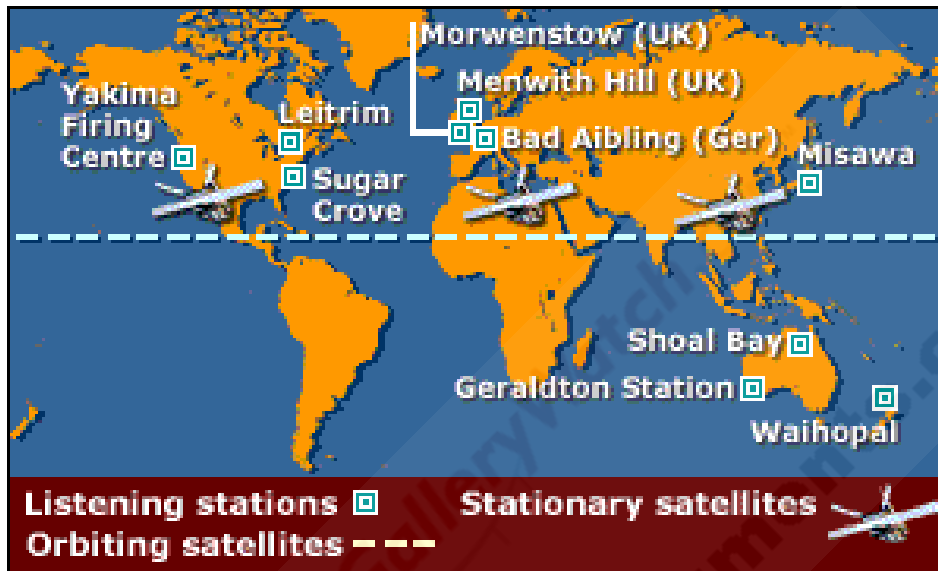 Morwenstow (UK)
Menwith Hill (UK)
Yakima
Firing
Centre
Leitrim
Bad Aibling (Ger)
Misawa
Sugar
Crove
Shoal Bay
Geraldton Station
Waihopal
Listening stations
Stationary satellites
Orbiting satellites
GalleryWatch